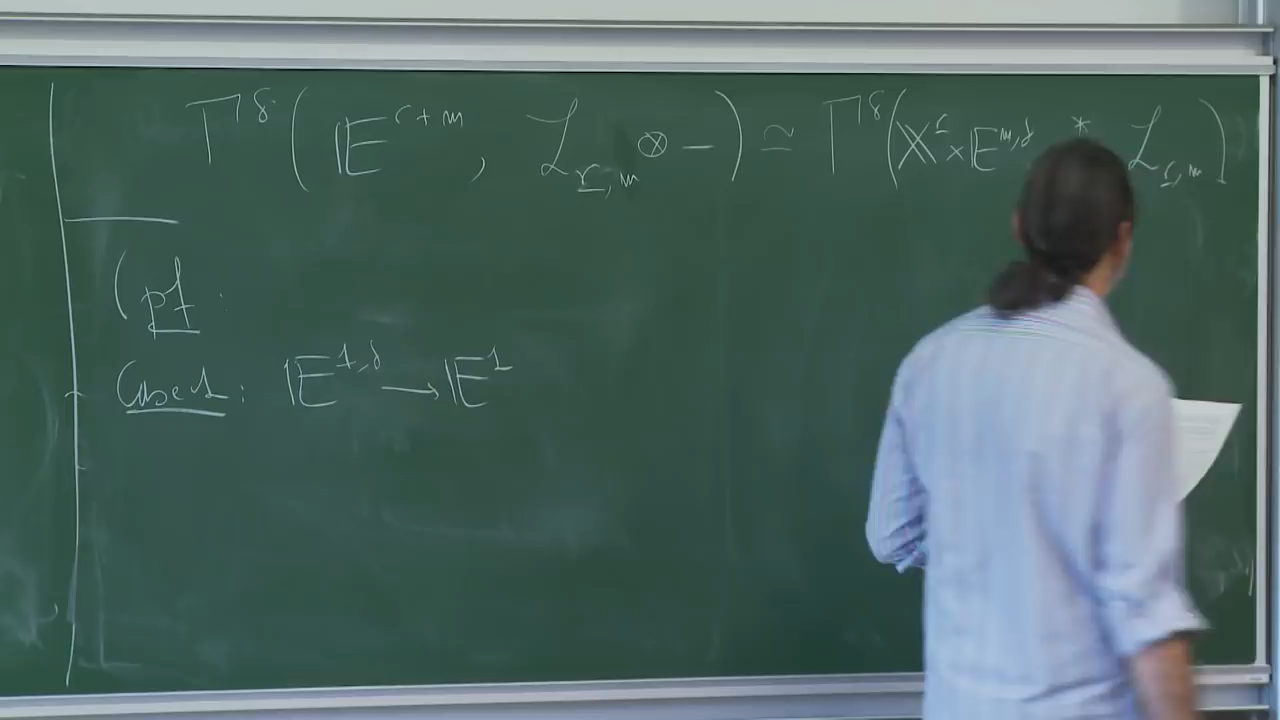 Γ^δ(𝔼^{r+m}, ℒ_{r̲,m} ⊗ −) ≃ Γ^δ(𝕏^{r̲} × 𝔼^{m,δ} * ℒ_{r̲,m})
(pf:
Case 1: 𝔼^{1,δ} → 𝔼^1